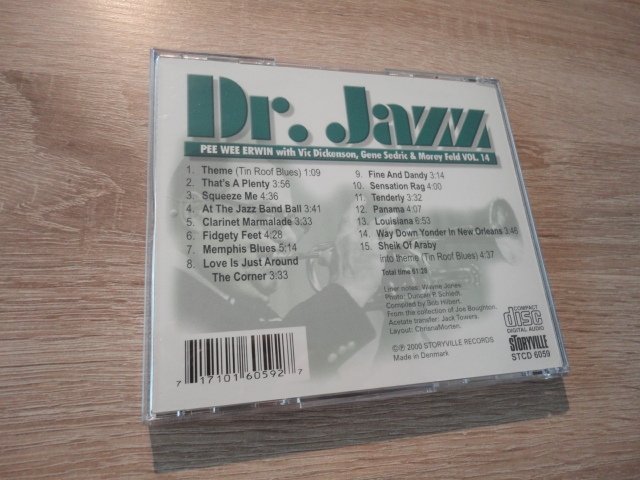 Dr. Jazz
PEE WEE ERWIN with Vic Dickenson, Gene Sedric & Morey Feld VOL. 14
1. Theme (Tin Roof Blues) 1:09
2. That's A Plenty 3:56
3. Squeeze Me 4:36
4. At The Jazz Band Ball 3:41
5. Clarinet Marmalade 3:33
6. Fidgety Feet 4:28
7. Memphis Blues 5:14
8. Love Is Just Around
The Corner 3:33
9. Fine And Dandy 3:14
10. Sensation Rag 4:00
11. Tenderly 3:32
12. Panama 4:07
13. Louisiana 6:53
14. Way Down Yonder In New Orleans 3:46
15. Sheik Of Araby
into theme (Tin Roof Blues) 4:37
Total time 61:28
Liner notes: Wayne Jones.
Photo: Duncan P. Schiedt.
Compiled by Bob Hilbert.
From the collection of Joe Boughton.
Acetate transfer: Jack Towers.
Layout: ChrisnaMorten.
℗© 2000 STORYVILLE RECORDS
Made in Denmark
COMPACT
disc
DIGITAL AUDIO
STORYVILLE
STCD 6059
7 17101 60592 7